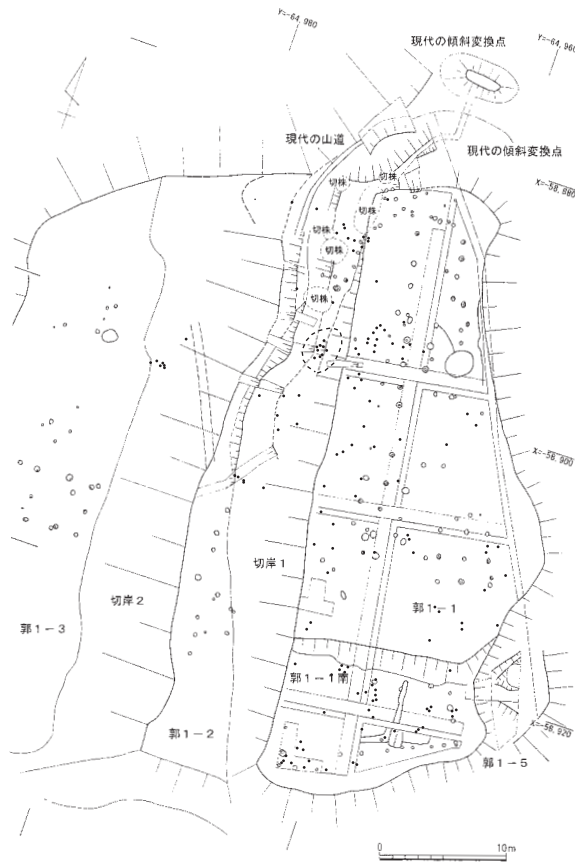 Y=-64,980
Y=-64,960
現代の傾斜変換点
現代の山道
現代の傾斜変換点
X=-58,880
切株
切株
切株
切株
切株
切株
X=-58,900
切岸1
切岸2
郭1-1
郭1-3
郭1-1南
郭1-2
X=-58,920
郭1-5
0
10m